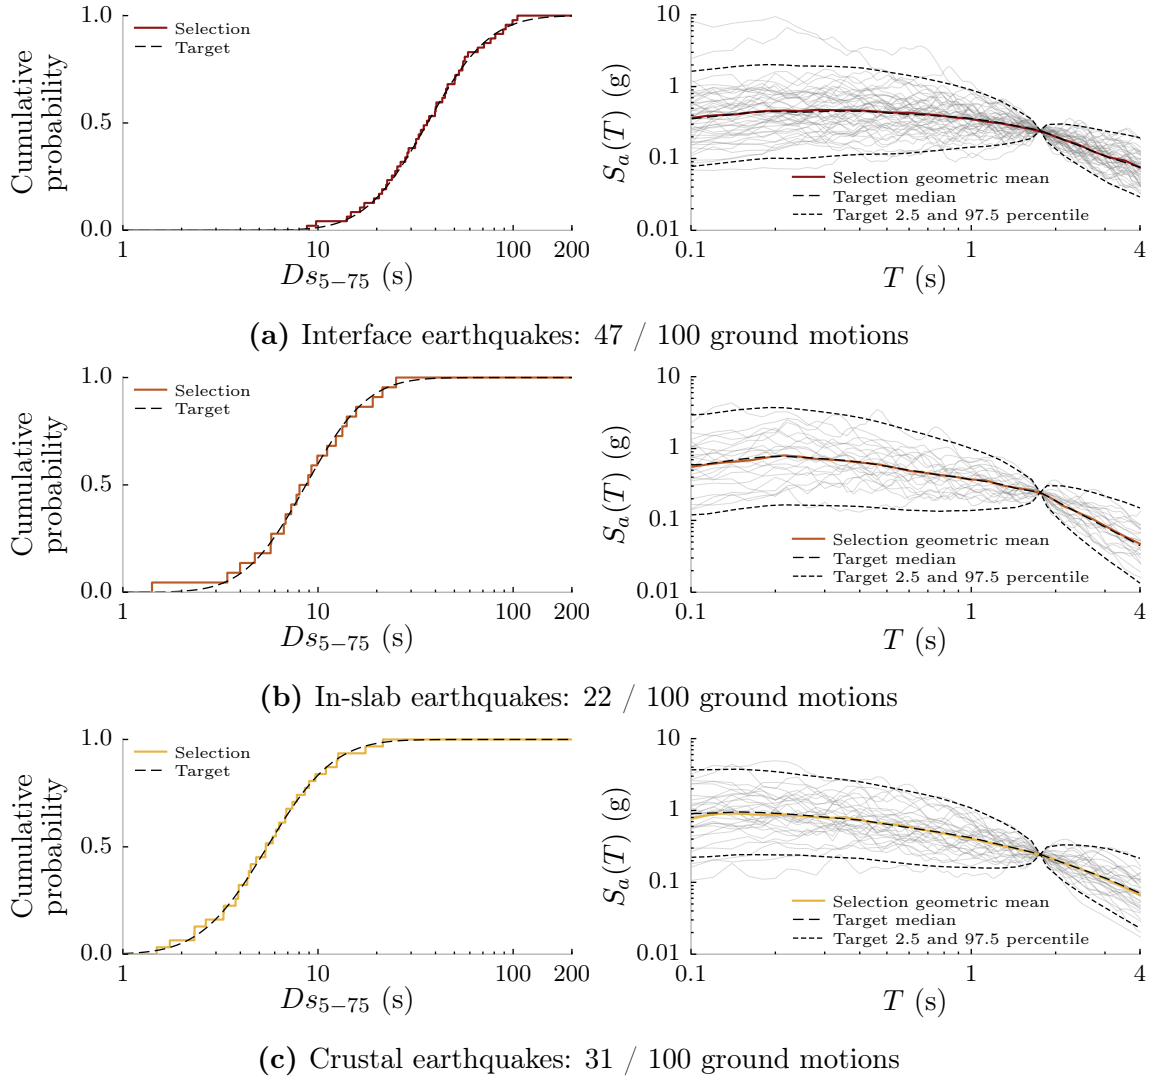 1.0
0.5
0.0
Cumulative
probability
Selection
Target
1 10 100 200
Ds5−75 (s)
10
1
0.1
0.01
Sa(T) (g)
Selection geometric mean
Target median
Target 2.5 and 97.5 percentile
0.1 1 4
T (s)
(a) Interface earthquakes: 47 / 100 ground motions
1.0
0.5
0.0
Cumulative
probability
Selection
Target
1 10 100 200
Ds5−75 (s)
10
1
0.1
0.01
Sa(T) (g)
Selection geometric mean
Target median
Target 2.5 and 97.5 percentile
0.1 1 4
T (s)
(b) In-slab earthquakes: 22 / 100 ground motions
1.0
0.5
0.0
Cumulative
probability
Selection
Target
1 10 100 200
Ds5−75 (s)
10
1
0.1
0.01
Sa(T) (g)
Selection geometric mean
Target median
Target 2.5 and 97.5 percentile
0.1 1 4
T (s)
(c) Crustal earthquakes: 31 / 100 ground motions